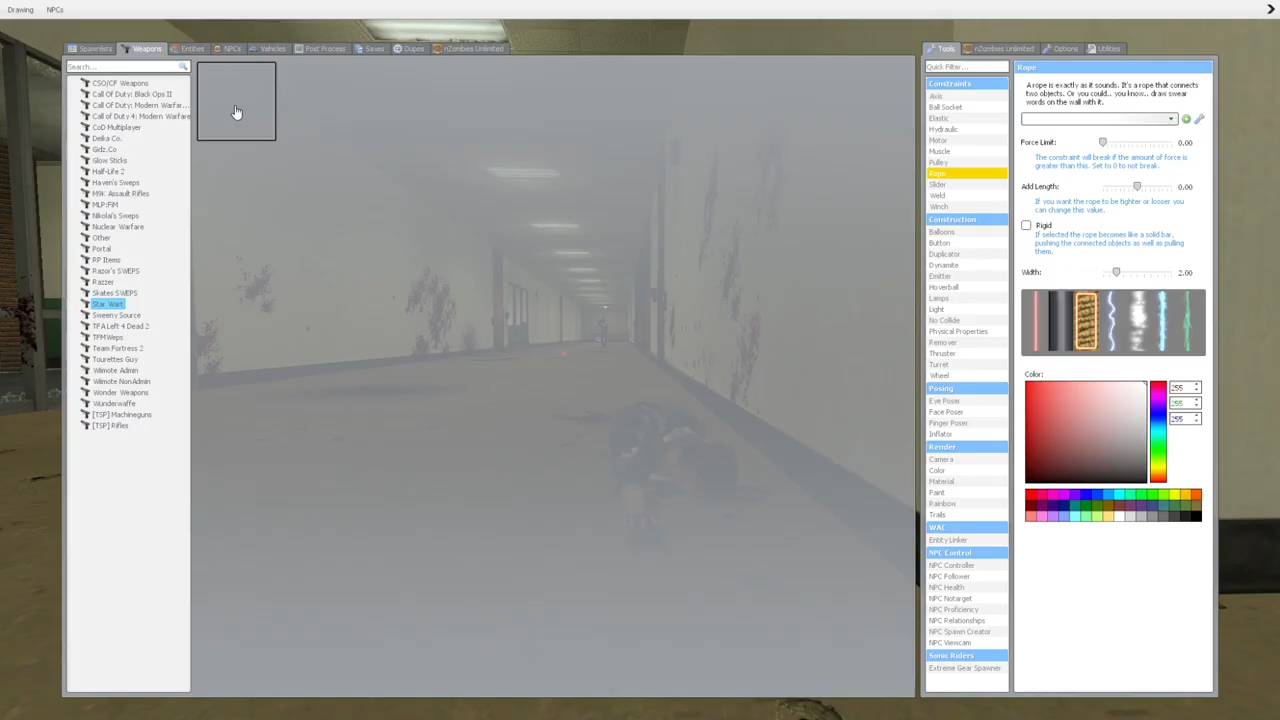 Drawing NPCs
Spawnlists Weapons Entities NPCs Vehicles Post Process Saves Dupes nZombies Unlimited
Search...
CSO/CF Weapons
Call Of Duty: Black Ops II
Call Of Duty: Modern Warfar...
Call of Duty 4: Modern Warfare
CoD Multiplayer
Deika Co.
Gidz.Co
Glow Sticks
Half-Life 2
Haven's Sweps
M9K Assault Rifles
MLP:FiM
Nikolai's Sweps
Nuclear Warfare
Other
Portal
RP Items
Razor's SWEPS
Razzer
Skates SWEPS
Star Wart
Sweeny Source
TFA Left 4 Dead 2
TFMWeps
Team Fortress 2
Tourettes Guy
Wiimote Admin
Wiimote NonAdmin
Wonder Weapons
Wunderwaffe
[TSP] Machineguns
[TSP] Rifles
Tools nZombies Unlimited Options Utilities
Quick Filter...
Constraints
Axis
Ball Socket
Elastic
Hydraulic
Motor
Muscle
Pulley
Rope
Slider
Weld
Winch
Construction
Balloons
Button
Duplicator
Dynamite
Emitter
Hoverball
Lamps
Light
No Collide
Physical Properties
Remover
Thruster
Turret
Wheel
Posing
Eye Poser
Face Poser
Finger Poser
Inflator
Render
Camera
Color
Material
Paint
Rainbow
Trails
WAC
Entity Linker
NPC Control
NPC Controller
NPC Follower
NPC Health
NPC Notarget
NPC Proficiency
NPC Relationships
NPC Spawn Creator
NPC Viewcam
Sonic Riders
Extreme Gear Spawner
Rope
A rope is exactly as it sounds. It's a rope that connects
two objects. Or you could.. you know.. draw swear
words on the wall with it.
Force Limit: 0.00
The constraint will break if the amount of force is
greater than this. Set to 0 to not break.
Add Length: 0.00
If you want the rope to be tighter or looser you
can change this value.
Rigid
If selected the rope becomes like a solid bar,
pushing the connected objects as well as pulling
them.
Width: 2.00
Color:
255
255
255